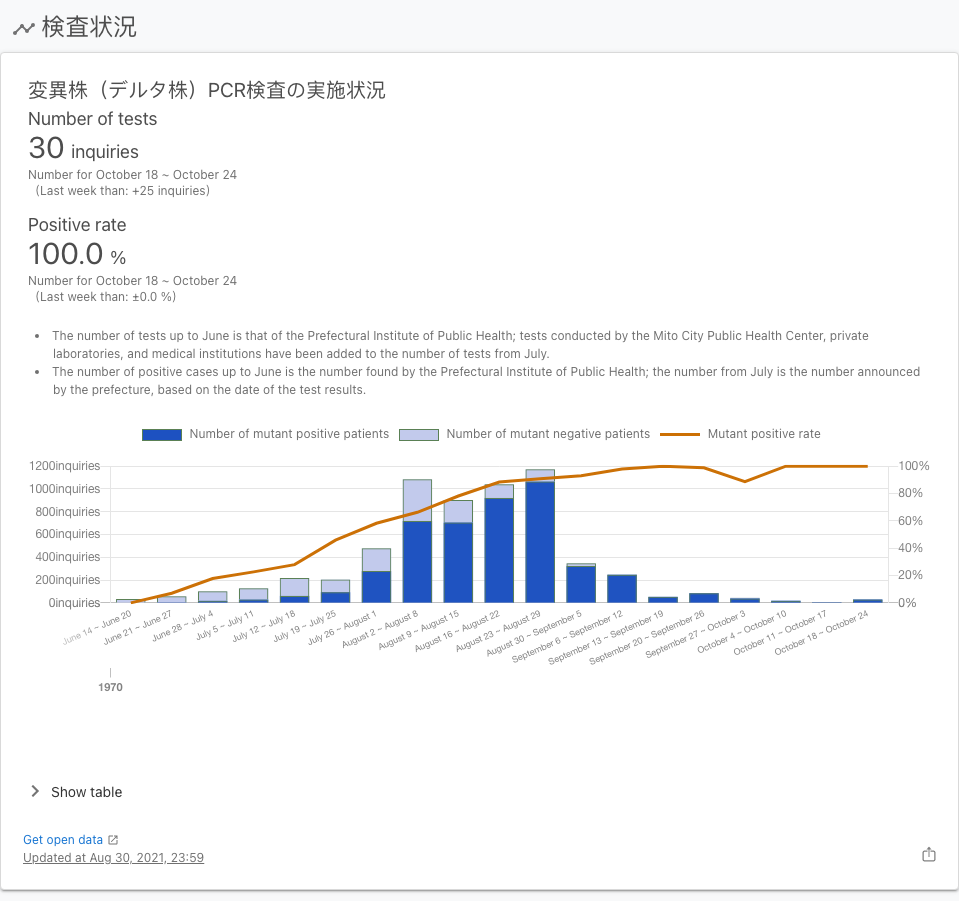 検査状況
変異株（デルタ株）PCR検査の実施状況
Number of tests
30 inquiries
Number for October 18 ~ October 24
(Last week than: +25 inquiries)
Positive rate
100.0 %
Number for October 18 ~ October 24
(Last week than: ±0.0 %)
• The number of tests up to June is that of the Prefectural Institute of Public Health; tests conducted by the Mito City Public Health Center, private
laboratories, and medical institutions have been added to the number of tests from July.
• The number of positive cases up to June is the number found by the Prefectural Institute of Public Health; the number from July is the number announced
by the prefecture, based on the date of the test results.
Number of mutant positive patients Number of mutant negative patients Mutant positive rate
1200inquiries 100%
1000inquiries
80%
800inquiries
60%
600inquiries
40%
400inquiries
20%
200inquiries
0inquiries 0%
June 14 ~ June 20
June 21 ~ June 27
June 28 ~ July 4
July 5 ~ July 11
July 12 ~ July 18
July 19 ~ July 25
July 26 ~ August 1
August 2 ~ August 8
August 9 ~ August 15
August 16 ~ August 22
August 23 ~ August 29
August 30 ~ September 5
September 6 ~ September 12
September 13 ~ September 19
September 20 ~ September 26
September 27 ~ October 3
October 4 ~ October 10
October 11 ~ October 17
October 18 ~ October 24
1970
Show table
Get open data
Updated at Aug 30, 2021, 23:59